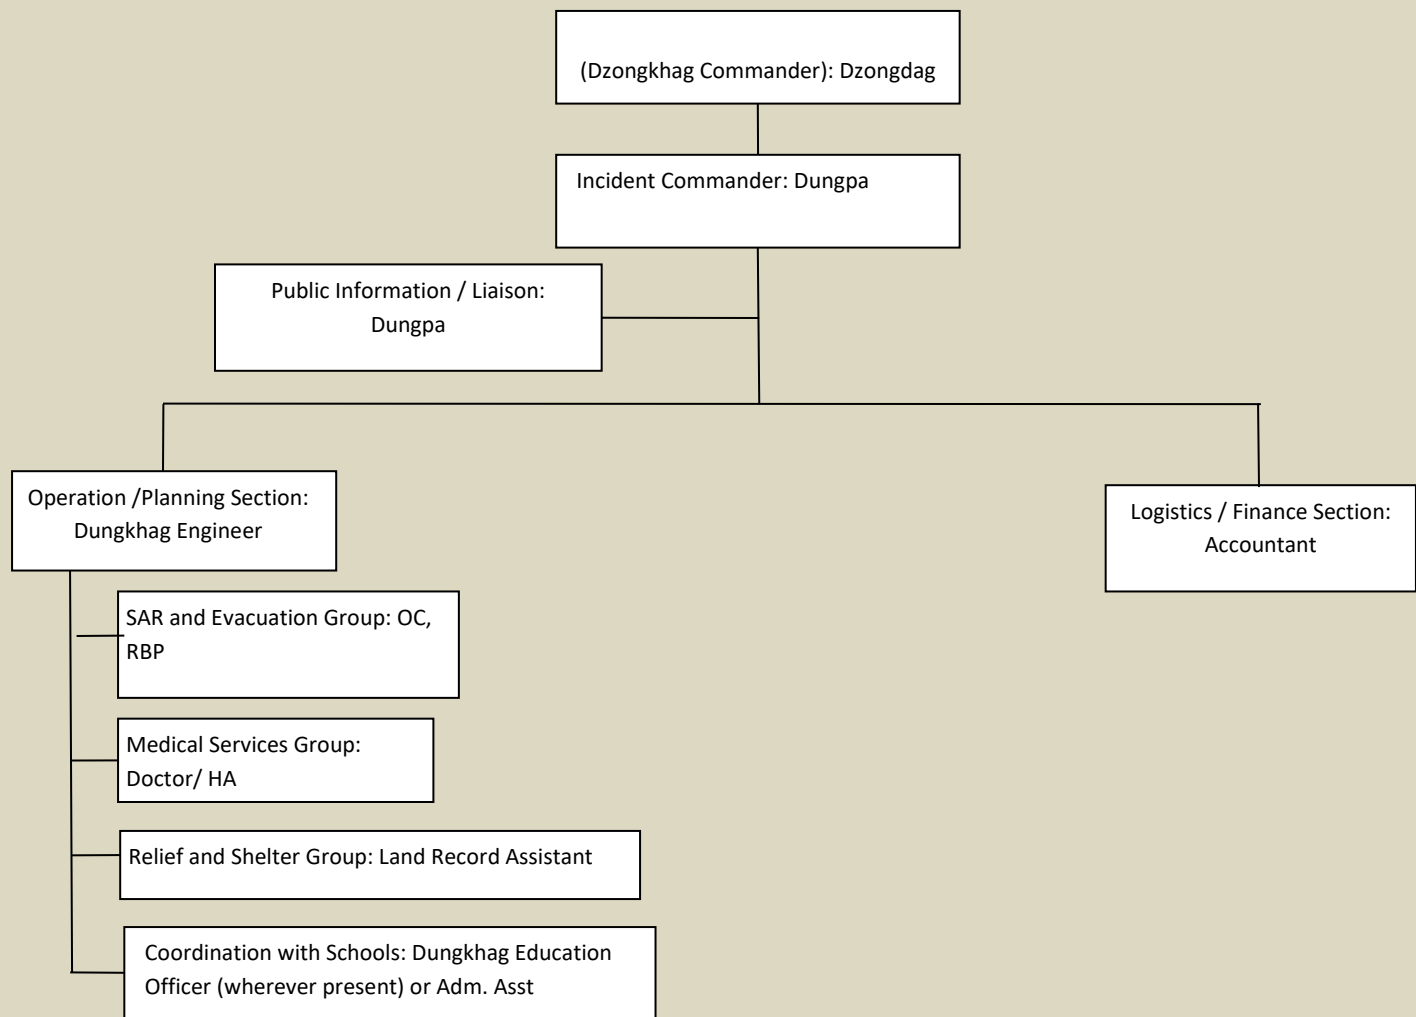 (Dzongkhag Commander): Dzongdag
Incident Commander: Dungpa
Public Information / Liaison:
Dungpa
Operation /Planning Section:
Dungkhag Engineer
Logistics / Finance Section:
Accountant
SAR and Evacuation Group: OC,
RBP
Medical Services Group:
Doctor/ HA
Relief and Shelter Group: Land Record Assistant
Coordination with Schools: Dungkhag Education
Officer (wherever present) or Adm. Asst